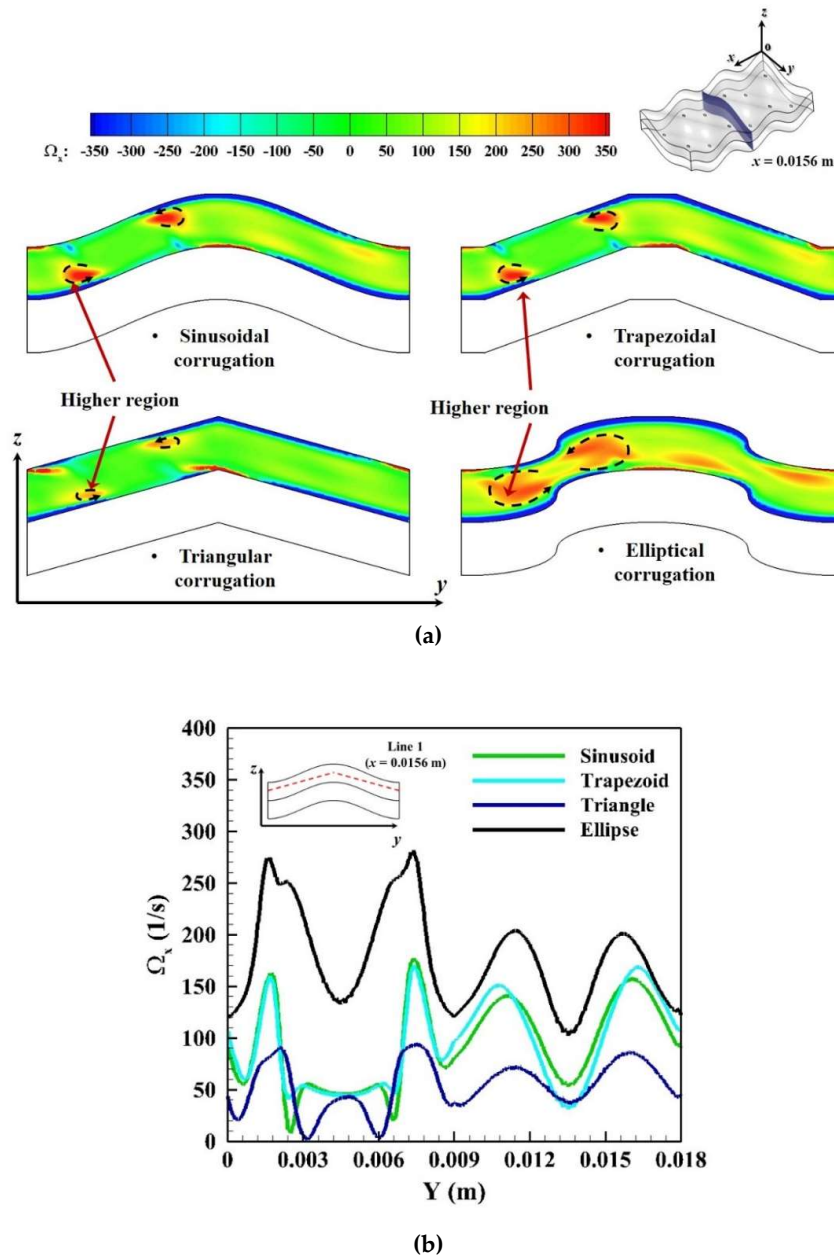 z
x
o
y
x = 0.0156 m
Ωx: -350 -300 -250 -200 -150 -100 -50 0 50 100 150 200 250 300 350
• Sinusoidal
corrugation
• Trapezoidal
corrugation
Higher region
Higher region
z
• Triangular
corrugation
• Elliptical
corrugation
y
(a)
400
350
300
250
200
150
100
50
0
Ωx (1/s)
Line 1
(x = 0.0156 m)
z
y
Sinusoid
Trapezoid
Triangle
Ellipse
0 0.003 0.006 0.009 0.012 0.015 0.018
Y (m)
(b)